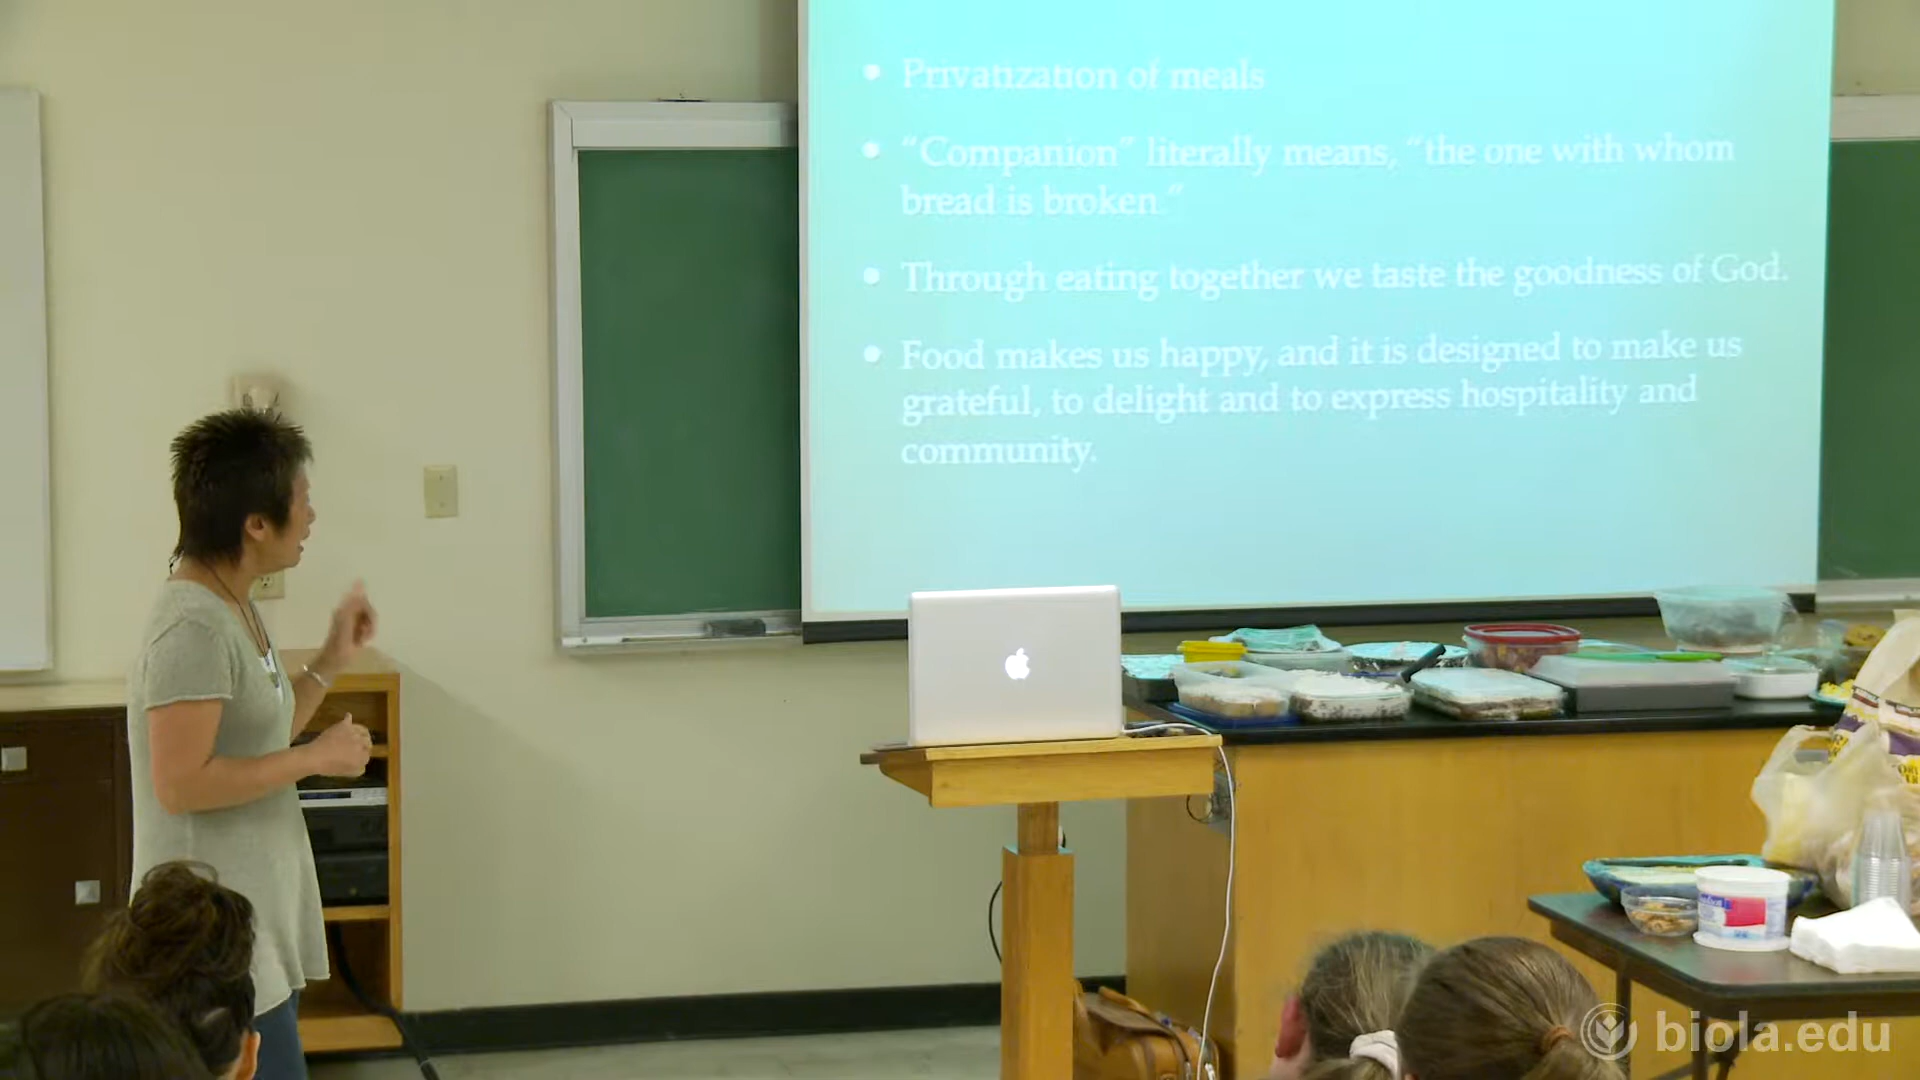 Privatization of meals
“Companion” literally means, “the one with whom
bread is broken.”
Through eating together we taste the goodness of God.
Food makes us happy, and it is designed to make us
grateful, to delight and to express hospitality and
community.
biola.edu